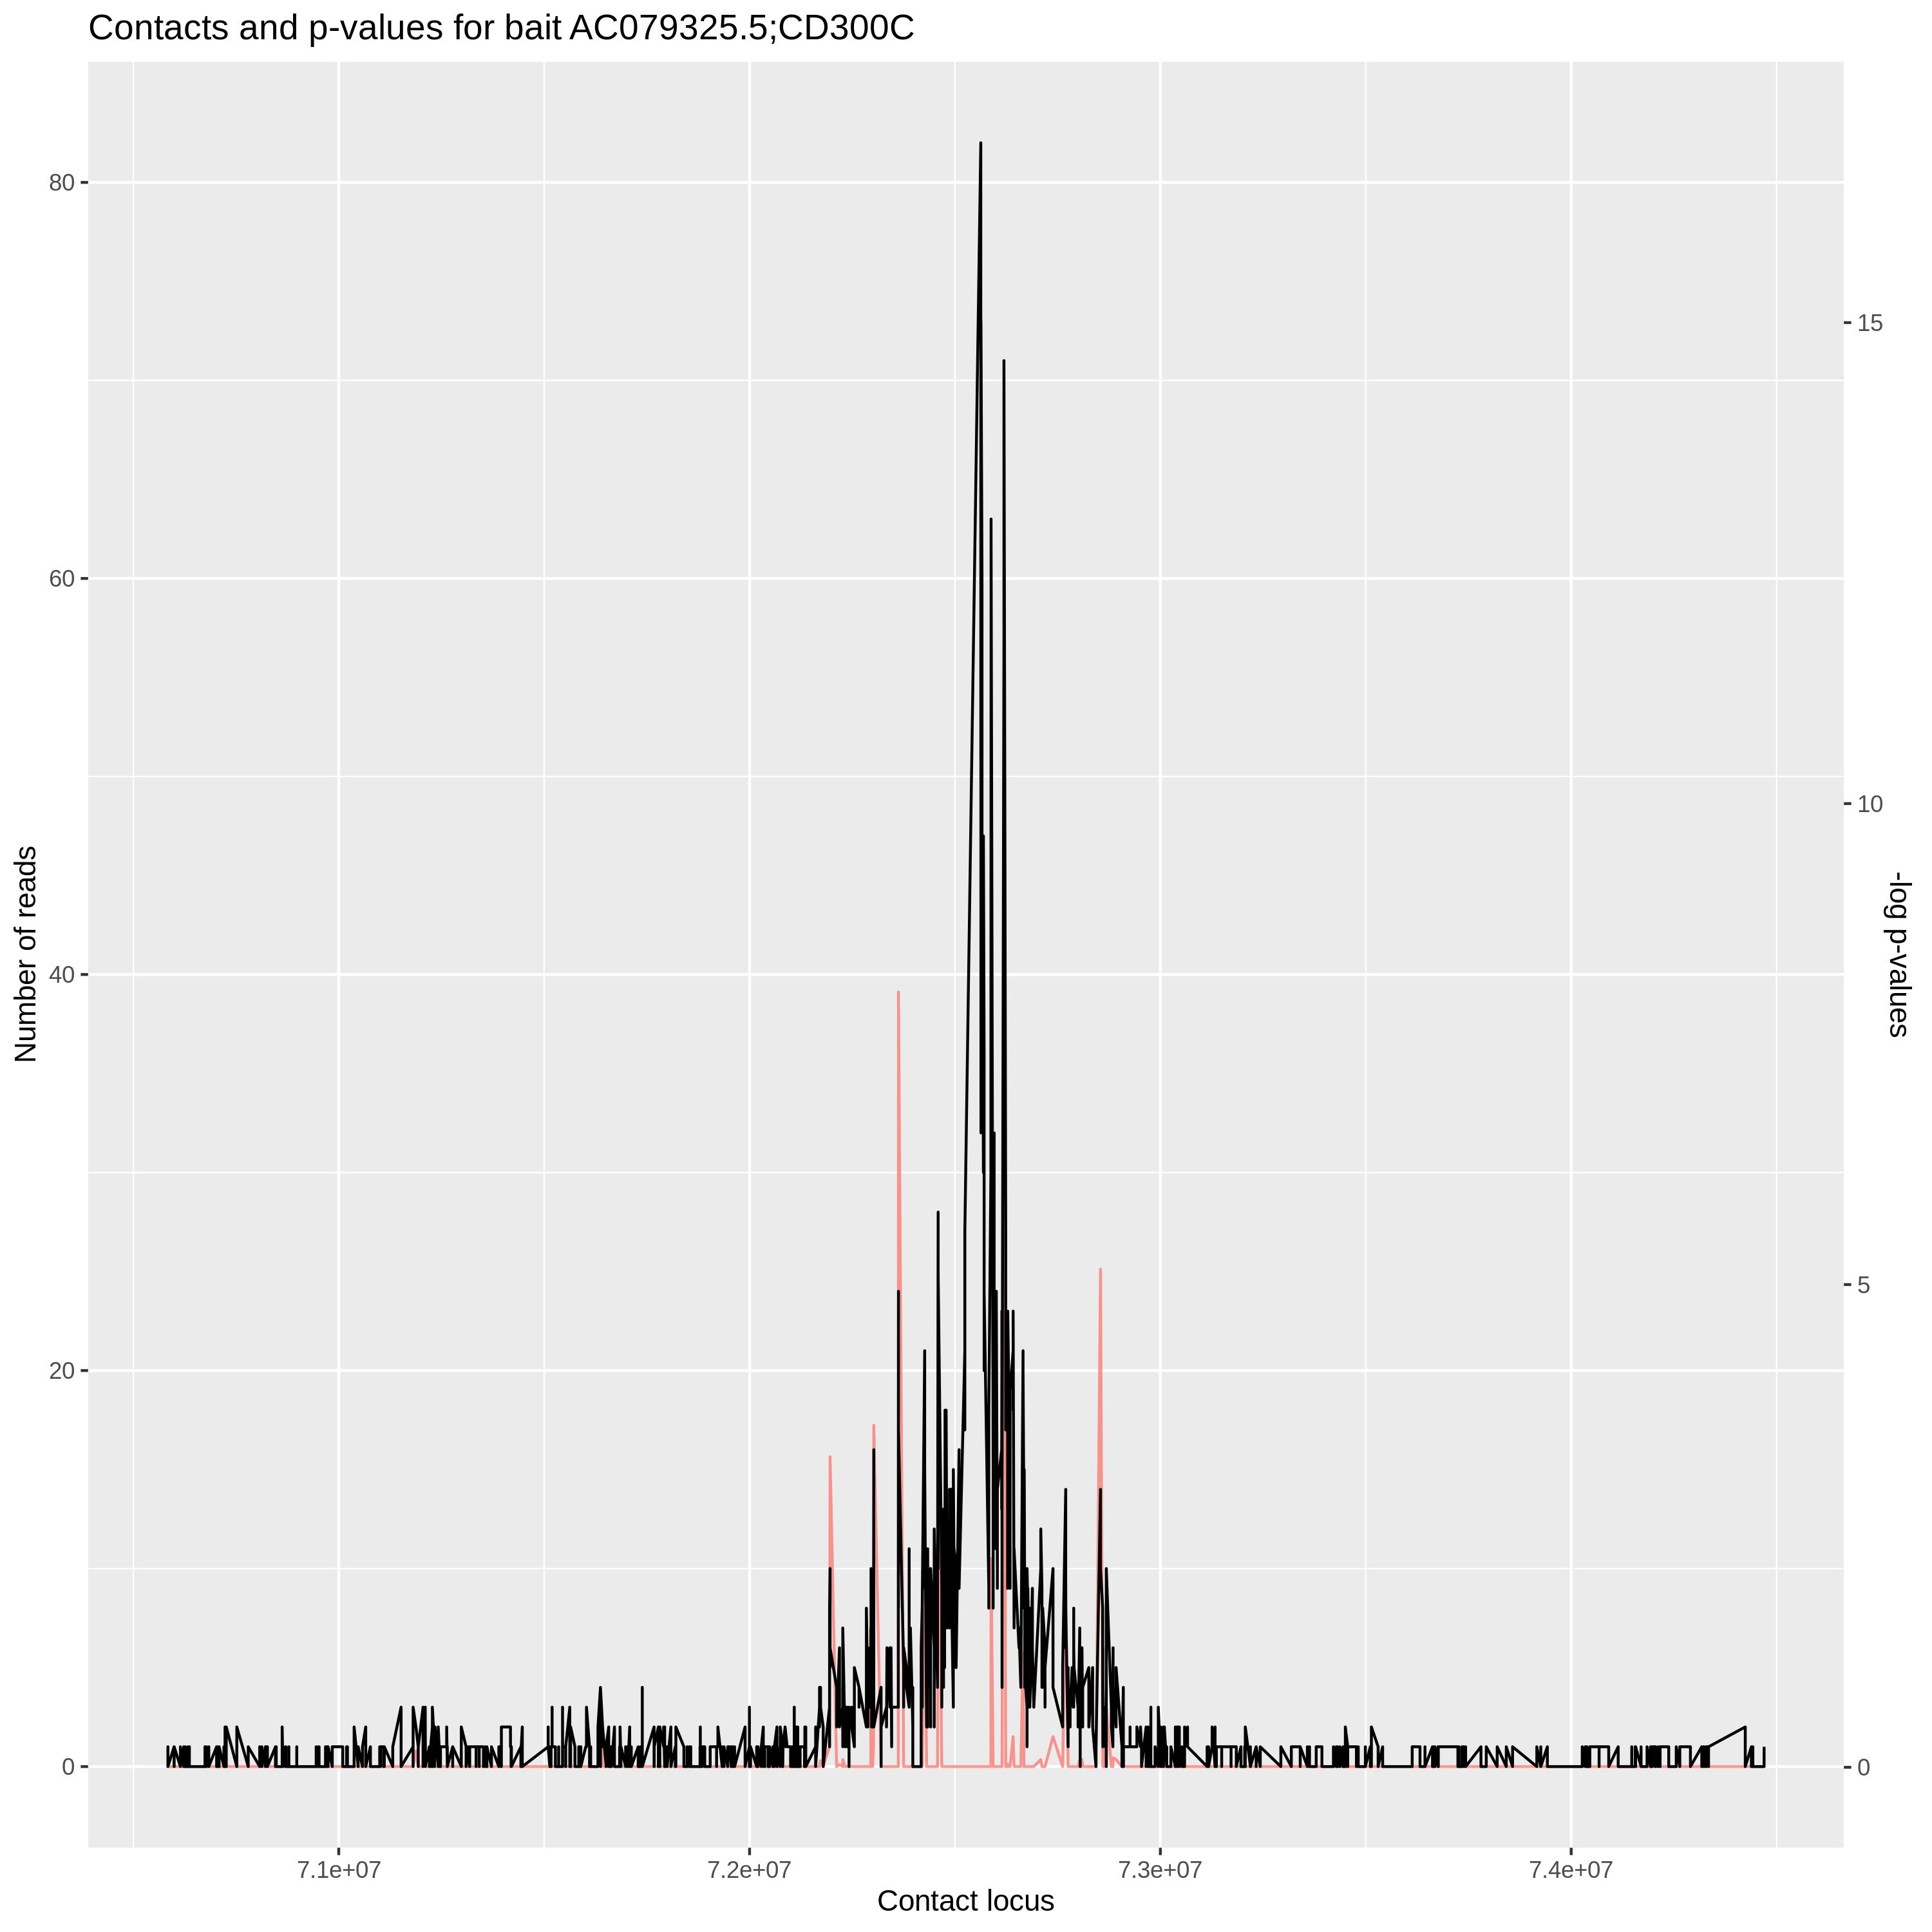 Contacts and p-values for bait AC079325.5;CD300C
80
60
40
20
0
Number of reads
15
10
5
0
-log p-values
7.1e+07
7.2e+07
7.3e+07
7.4e+07
Contact locus